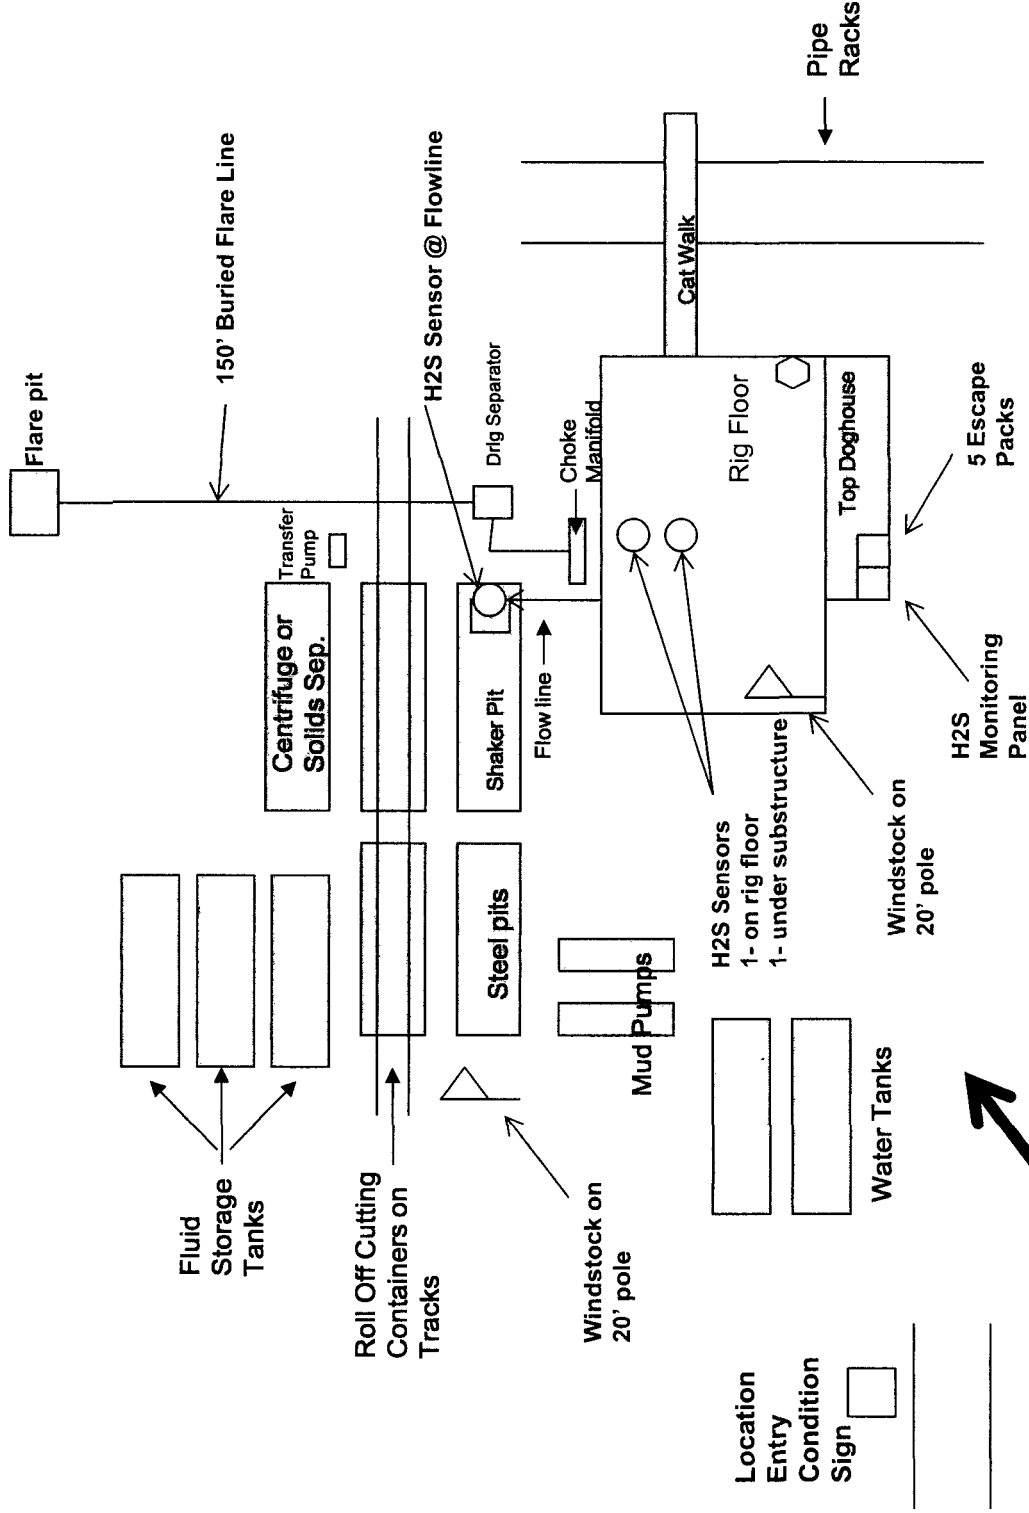 Flare pit
150' Buried Flare Line
H2S Sensor @ Flowline
Pipe
Racks
Drlg Separator
Choke
Manifold
Cat Walk
Transfer
Pump
Centrifuge or
Solids Sep.
Shaker Pit
Flow line
Rig Floor
Top Doghouse
5 Escape
Packs
H2S
Monitoring
Panel
Steel pits
Mud Pumps
H2S Sensors
1- on rig floor
1- under substructure
Windstock on
20' pole
Fluid
Storage
Tanks
Roll Off Cutting
Containers on
Tracks
Windstock on
20' pole
Water Tanks
Location
Entry
Condition
Sign